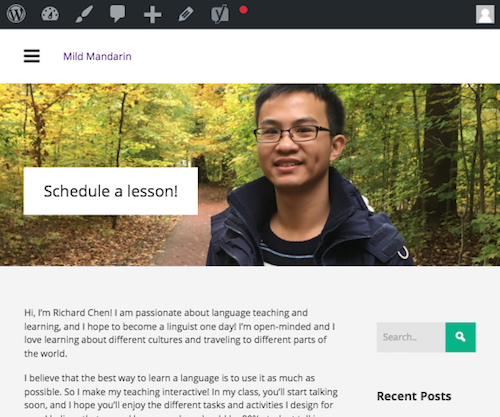 Mild Mandarin
Schedule a lesson!
Hi, I'm Richard Chen! I am passionate about language teaching and
learning, and I hope to become a linguist one day! I'm open-minded and I
love learning about different cultures and traveling to different parts of
the world.
Search..
I believe that the best way to learn a language is to use it as much as
possible. So I make my teaching interactive! In my class, you'll start talking
soon, and I hope you'll enjoy the different tasks and activities I design for
Recent Posts